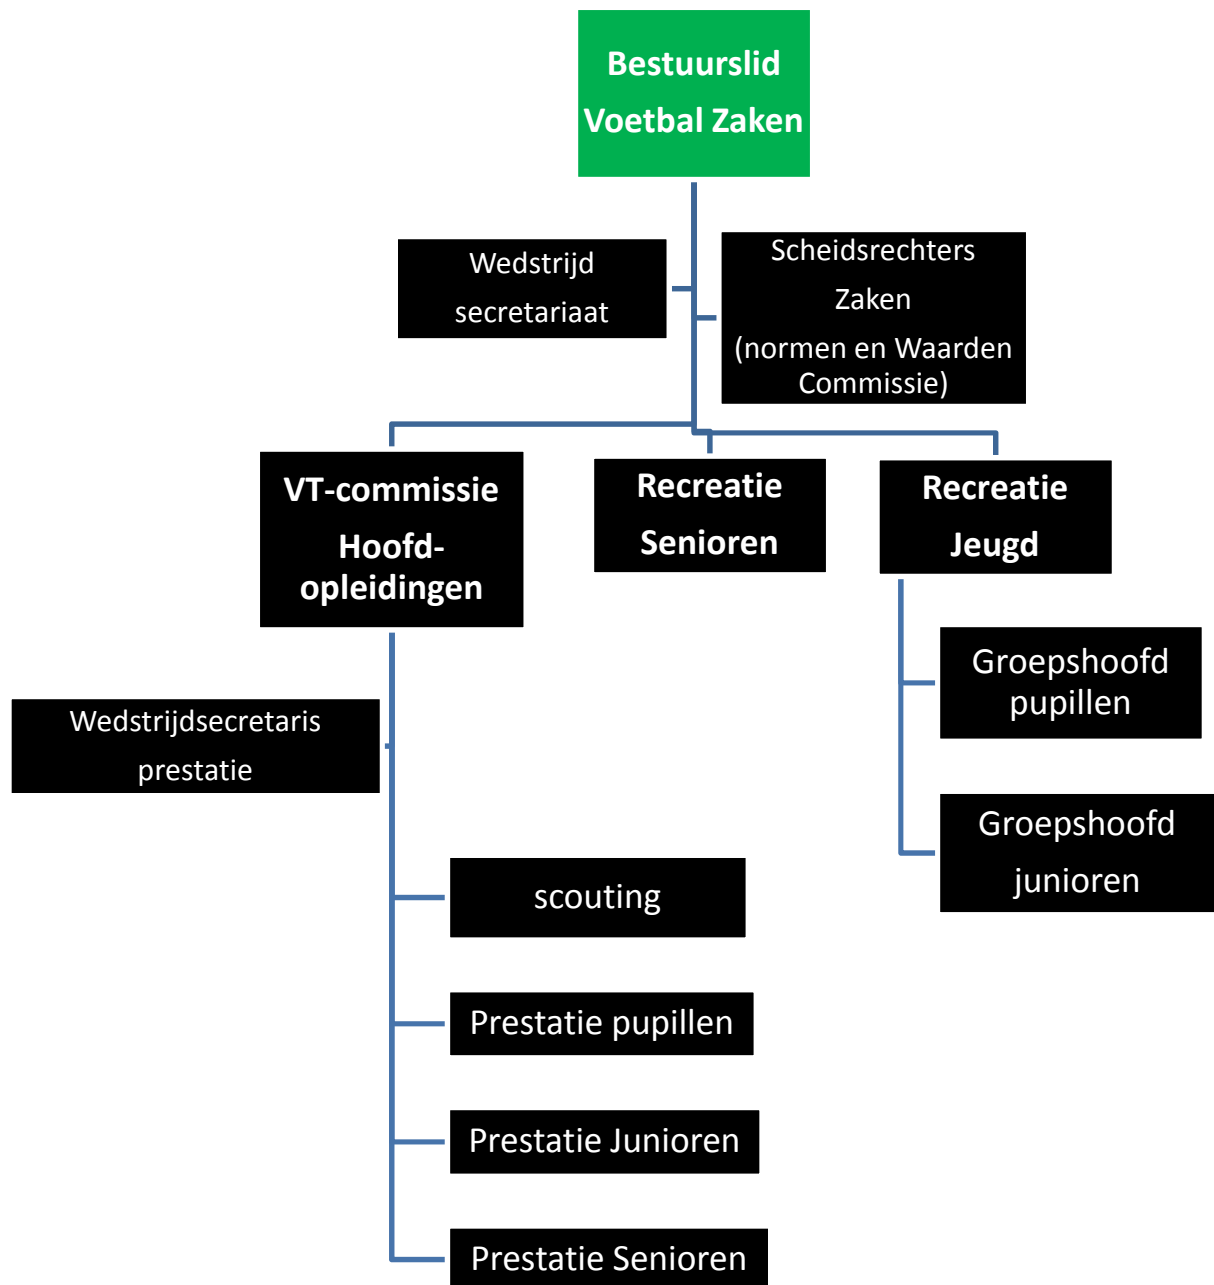 Bestuurslid
Voetbal Zaken
Wedstrijd
secretariaat
Scheidsrechters
Zaken
(normen en Waarden
Commissie)
VT-commissie
Hoofd-
opleidingen
Recreatie
Senioren
Recreatie
Jeugd
Groepshoofd
pupillen
Wedstrijdsecretaris
prestatie
Groepshoofd
junioren
scouting
Prestatie pupillen
Prestatie Junioren
Prestatie Senioren